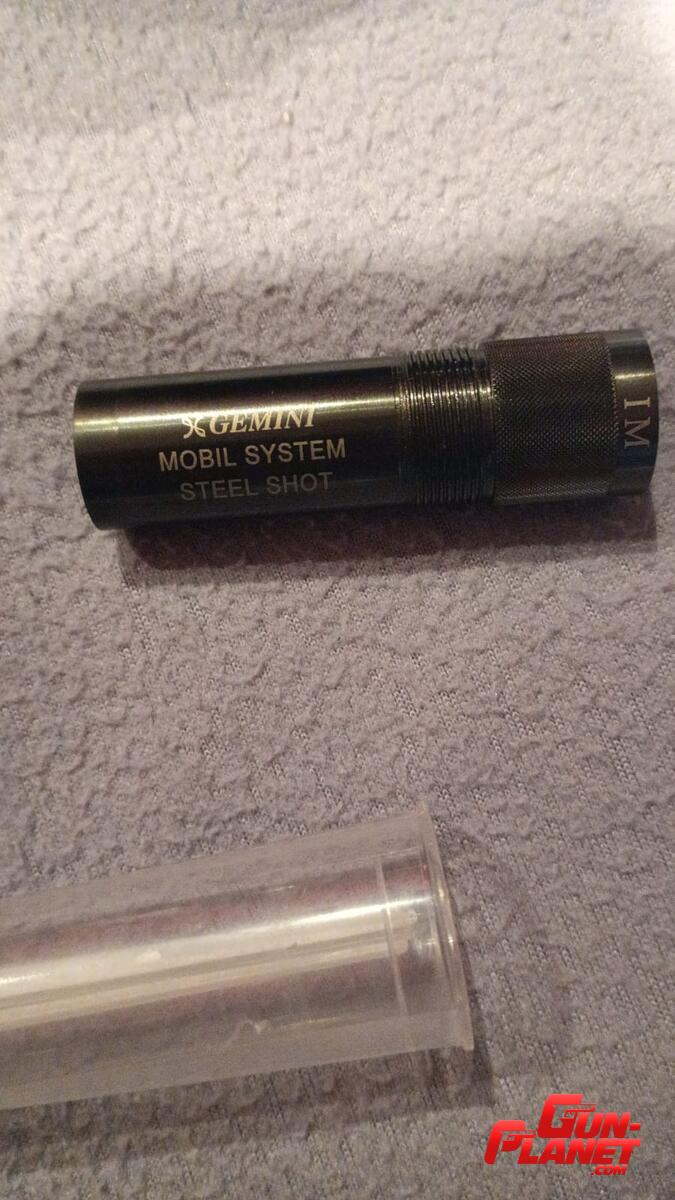 GEMINI
MOBIL SYSTEM
STEEL SHOT
IM
GUN-
PLANET
.COM